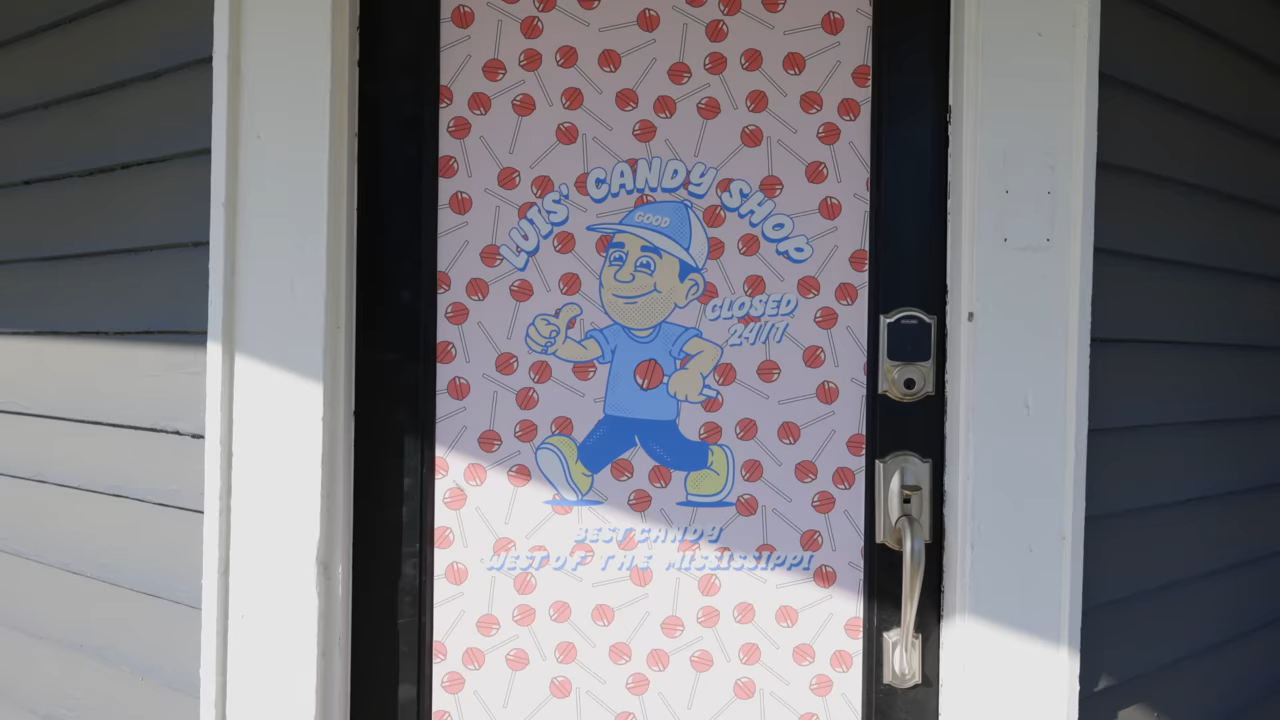 LUIS' CANDY SHOP
GOOD
CLOSED
24/7
BEST CANDY
WEST OF THE MISSISSIPPI